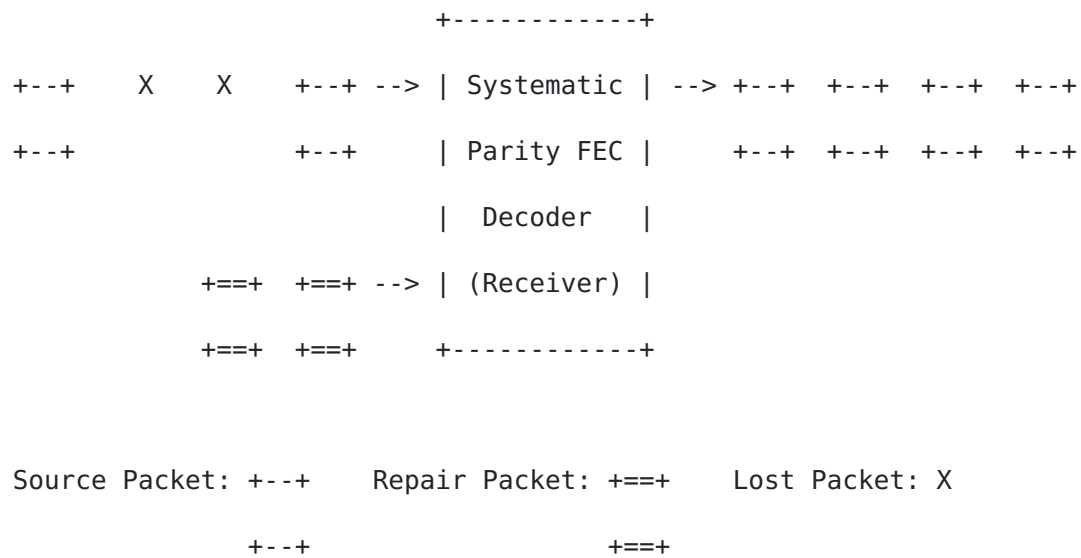 +------------+
+--+    X    X    +--+ --> | Systematic | --> +--+  +--+  +--+  +--+
+--+              +--+     | Parity FEC |     +--+  +--+  +--+  +--+
                           |  Decoder   |
            +==+  +==+ --> | (Receiver) |
            +==+  +==+     +------------+
Source Packet: +--+    Repair Packet: +==+    Lost Packet: X
               +--+                   +==+